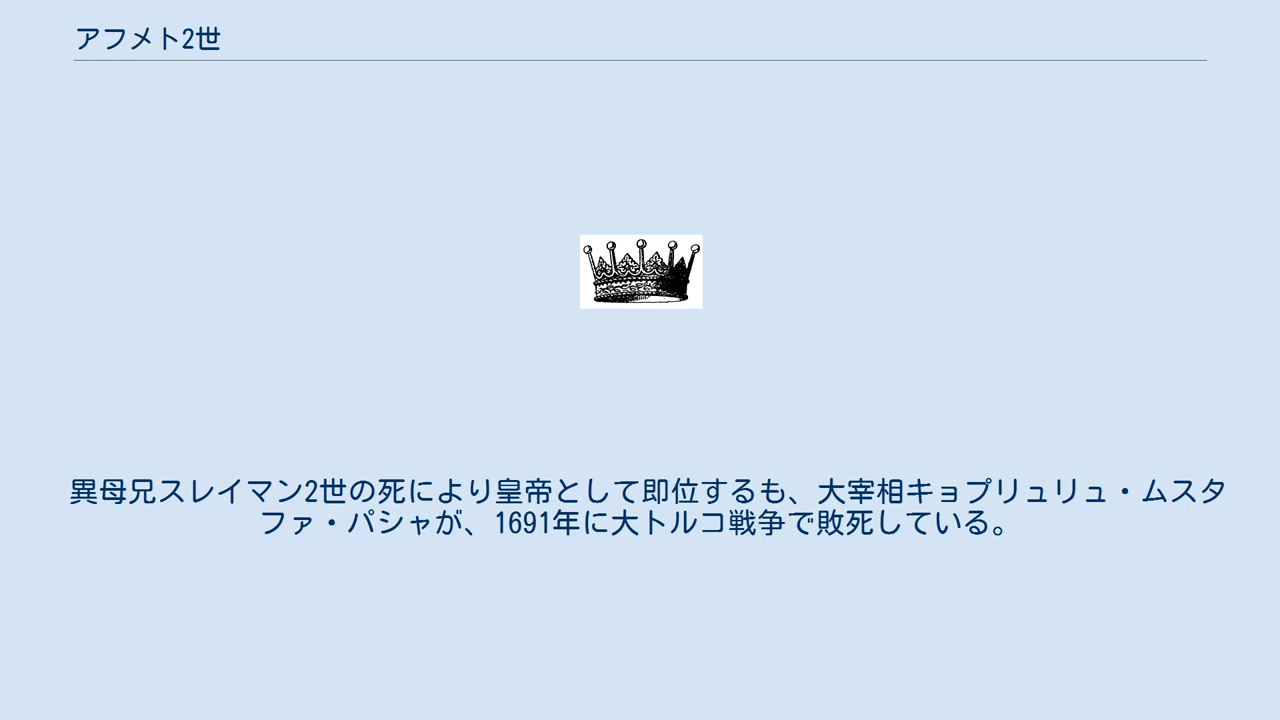 アフメト2世
異母兄スレイマン2世の死により皇帝として即位するも、大宰相キョプリュリュ・ムスタ
ファ・パシャが、1691年に大トルコ戦争で敗死している。